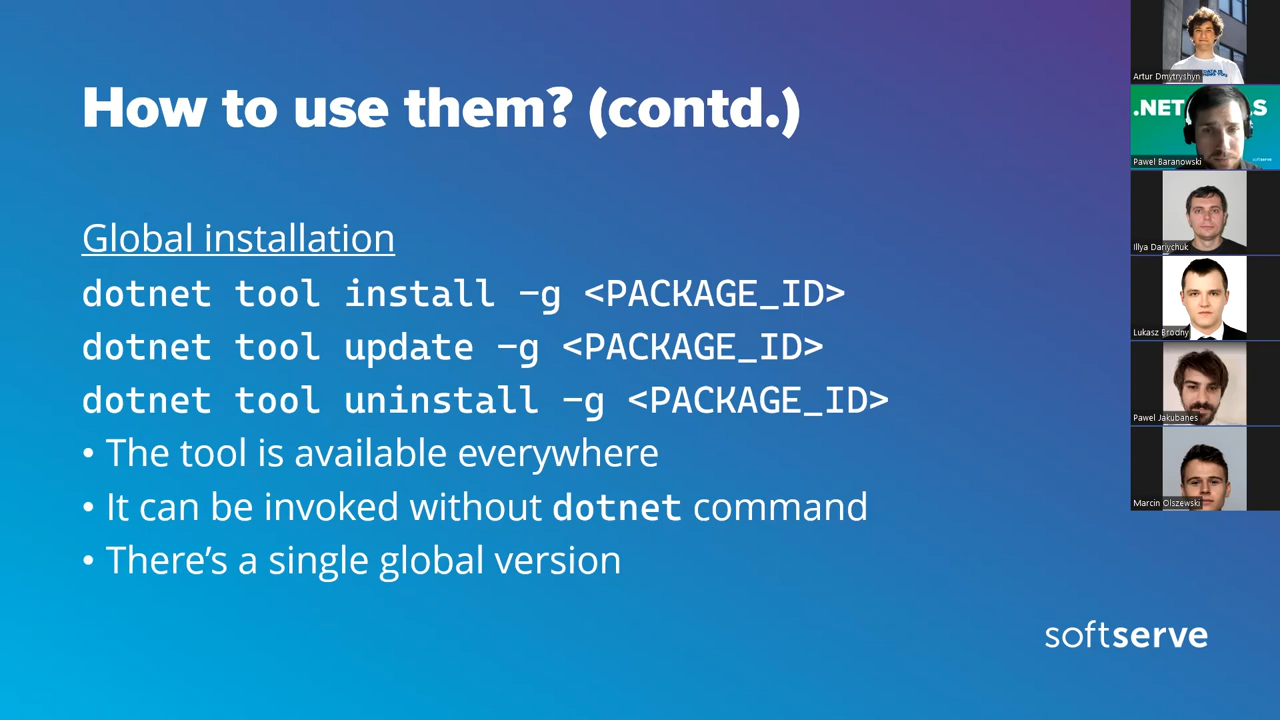 How to use them? (contd.)
Global installation
dotnet tool install -g <PACKAGE_ID>
dotnet tool update -g <PACKAGE_ID>
dotnet tool uninstall -g <PACKAGE_ID>
• The tool is available everywhere
• It can be invoked without dotnet command
• There's a single global version
softserve
Artur Dmytryshyn
.NET
LS
Pawel Baranowski
softserve
Illya Dariychuk
Lukasz Brodny
Pawel Jakubanes
Marcin Olszewski